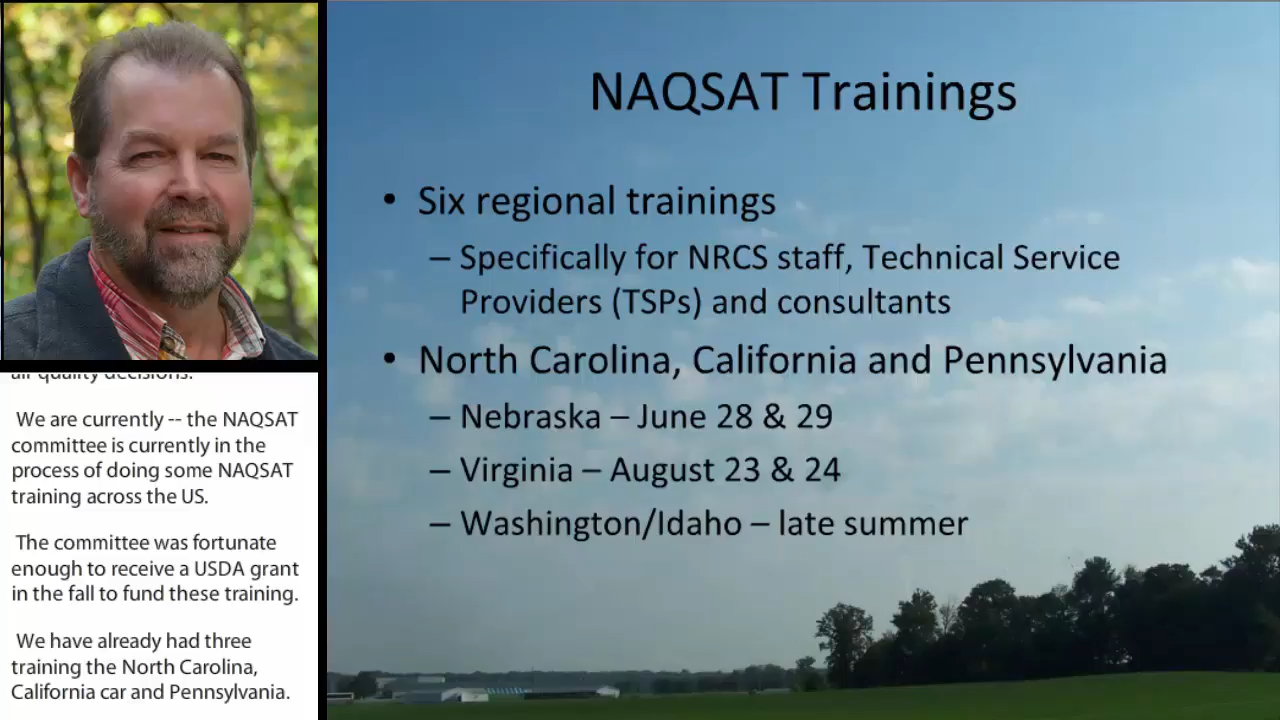 NAQSAT Trainings
• Six regional trainings
– Specifically for NRCS staff, Technical Service
Providers (TSPs) and consultants
• North Carolina, California and Pennsylvania
– Nebraska – June 28 & 29
– Virginia – August 23 & 24
– Washington/Idaho – late summer
air quality decisions.
We are currently -- the NAQSAT
committee is currently in the
process of doing some NAQSAT
training across the US.
The committee was fortunate
enough to receive a USDA grant
in the fall to fund these training.
We have already had three
training the North Carolina,
California car and Pennsylvania.